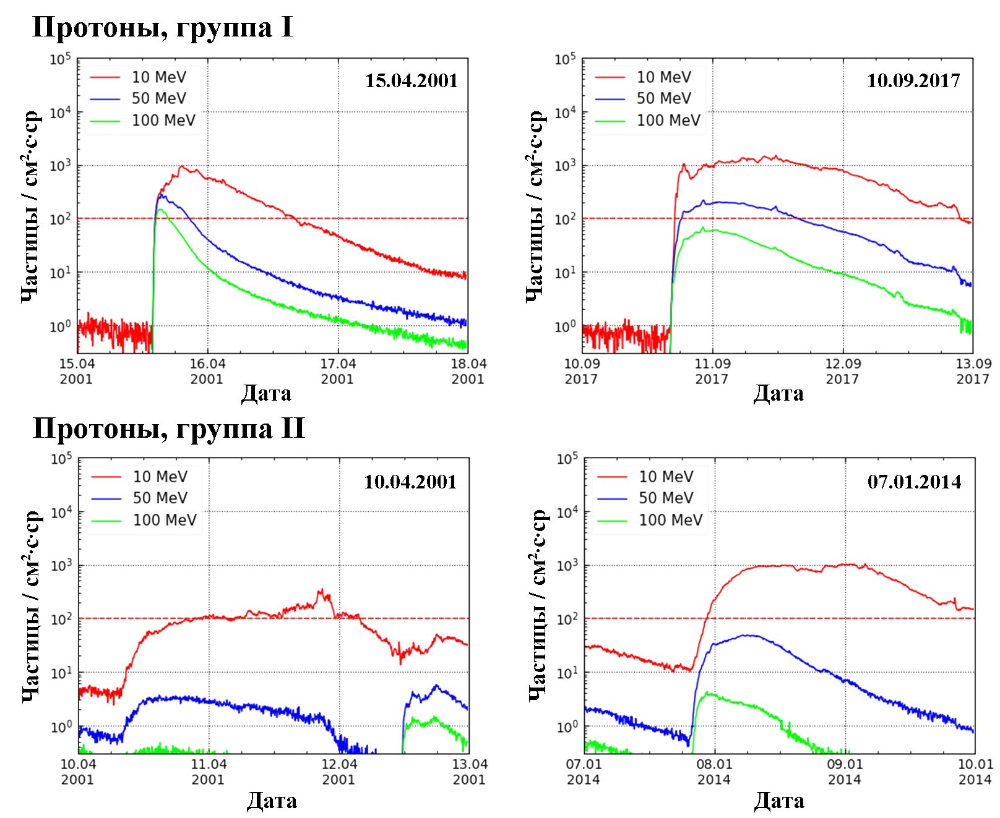 Протоны, группа I
Частицы / см²·с·ср
10⁵
10⁴
10³
10²
10¹
10⁰
10 MeV
50 MeV
100 MeV
15.04.2001
15.04
2001
16.04
2001
17.04
2001
18.04
2001
Дата
Частицы / см²·с·ср
10⁵
10⁴
10³
10²
10¹
10⁰
10 MeV
50 MeV
100 MeV
10.09.2017
10.09
2017
11.09
2017
12.09
2017
13.09
2017
Дата
Протоны, группа II
Частицы / см²·с·ср
10⁵
10⁴
10³
10²
10¹
10⁰
10 MeV
50 MeV
100 MeV
10.04.2001
10.04
2001
11.04
2001
12.04
2001
13.04
2001
Дата
Частицы / см²·с·ср
10⁵
10⁴
10³
10²
10¹
10⁰
10 MeV
50 MeV
100 MeV
07.01.2014
07.01
2014
08.01
2014
09.01
2014
10.01
2014
Дата